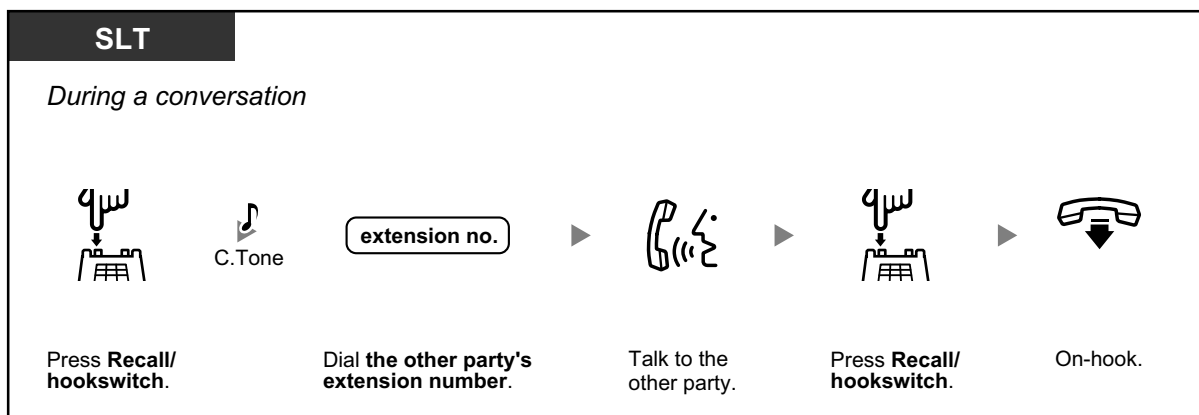 SLT
During a conversation
C.Tone
extension no.
Press Recall/
hookswitch.
Dial the other party's
extension number.
Talk to the
other party.
Press Recall/
hookswitch.
On-hook.